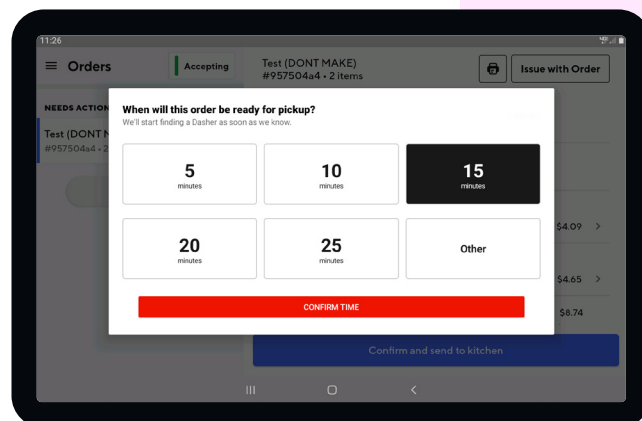 11:26
Orders
Accepting
Test (DONT MAKE)
#957504a4 • 2 items
Issue with Order
NEEDS ACTION
Test (DONT M
#957504a4 • 2
When will this order be ready for pickup?
We'll start finding a Dasher as soon as we know.
5
minutes
10
minutes
15
minutes
20
minutes
25
minutes
Other
CONFIRM TIME
$4.09
$4.65
$8.74
Confirm and send to kitchen